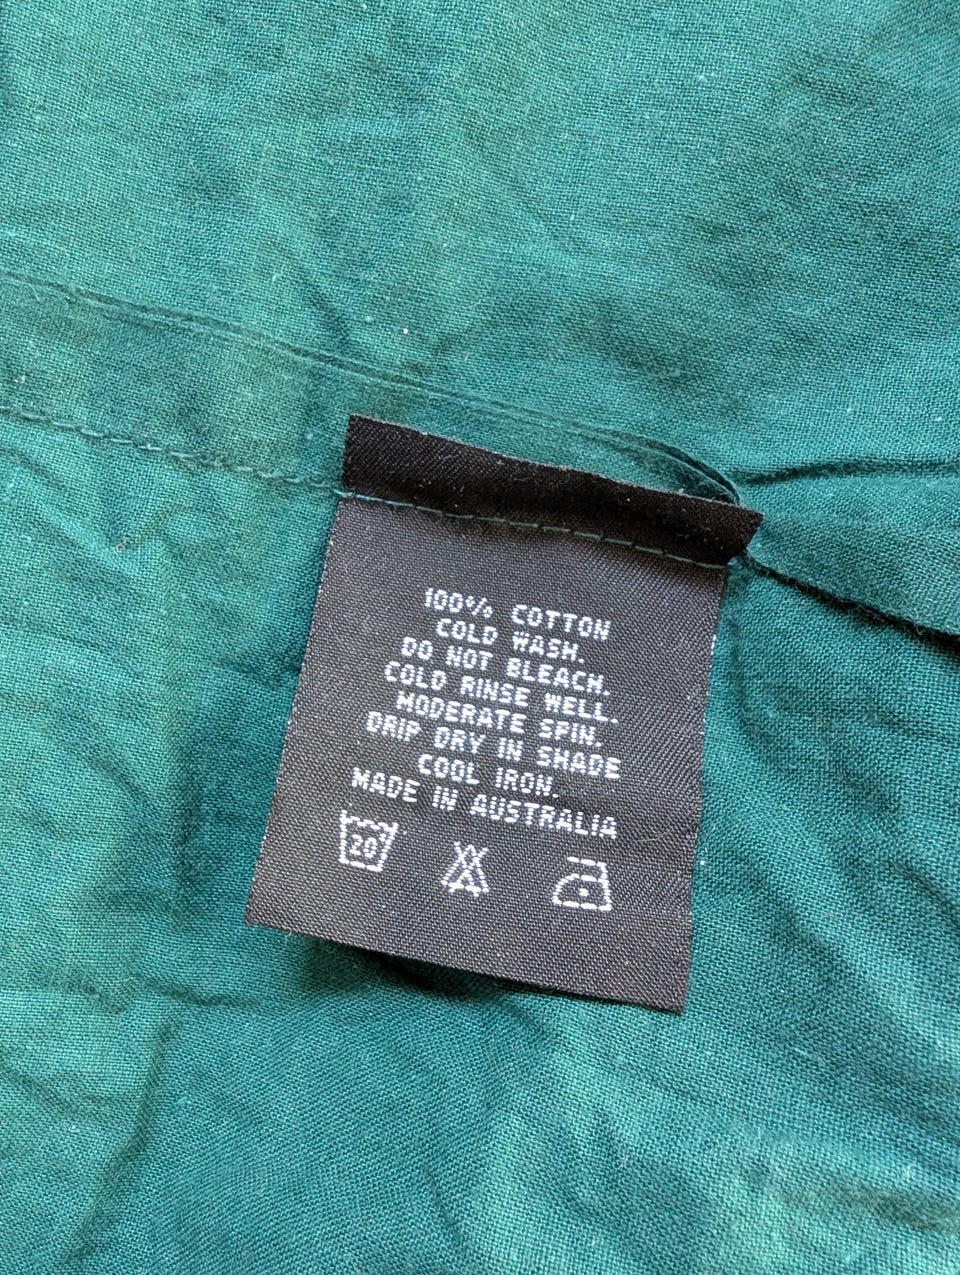 100% COTTON
COLD WASH.
DO NOT BLEACH.
COLD RINSE WELL.
MODERATE SPIN.
DRIP DRY IN SHADE
COOL IRON.
MADE IN AUSTRALIA
20